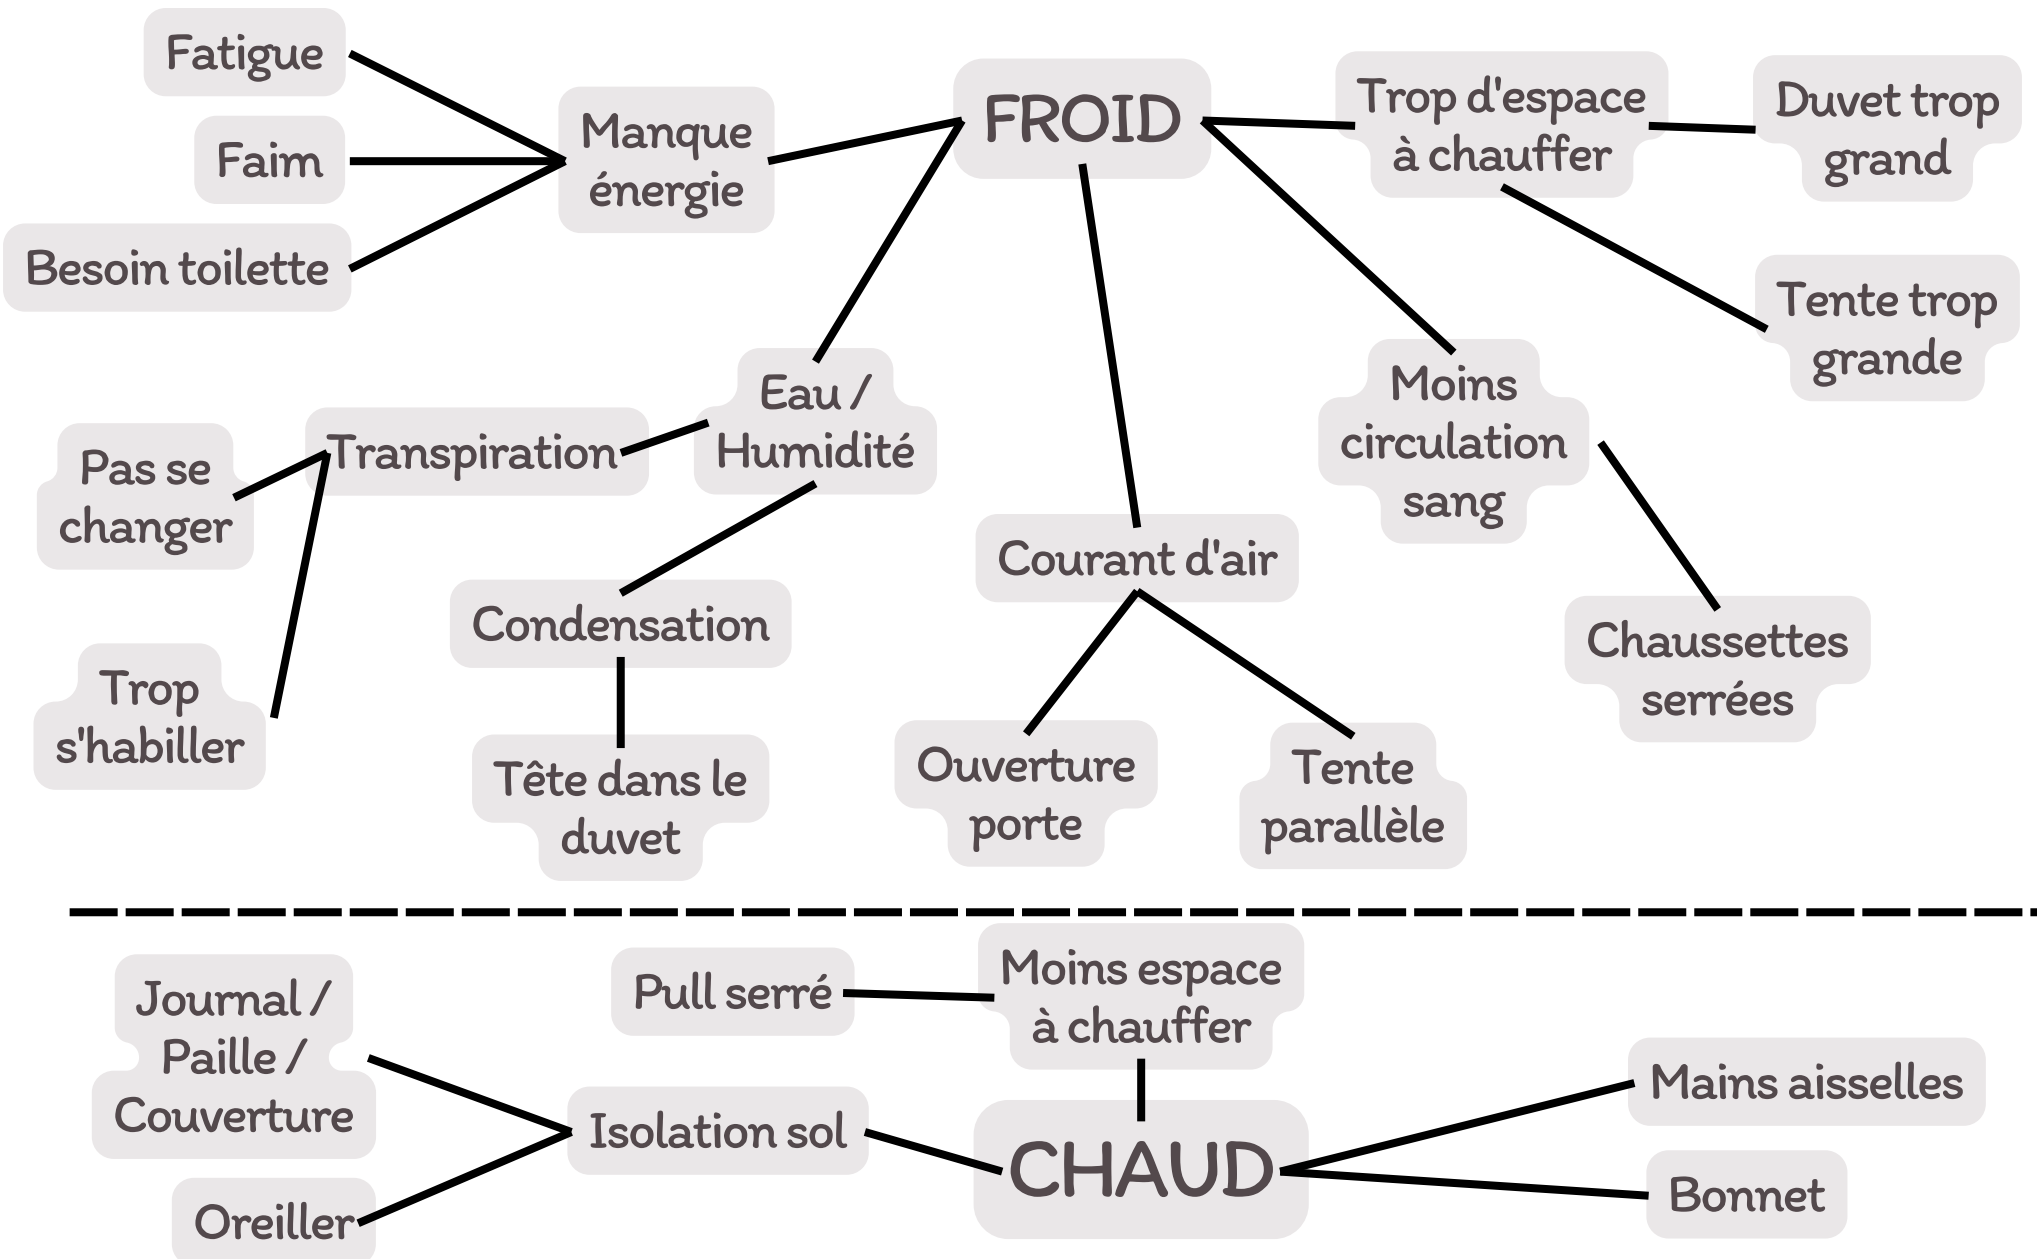 Fatigue
Faim
Besoin toilette
Manque
énergie
FROID
Trop d'espace
à chauffer
Duvet trop
grand
Tente trop
grande
Eau /
Humidité
Transpiration
Pas se
changer
Trop
s'habiller
Condensation
Tête dans le
duvet
Courant d'air
Ouverture
porte
Tente
parallèle
Moins
circulation
sang
Chaussettes
serrées
Journal /
Paille /
Couverture
Oreiller
Isolation sol
Pull serré
Moins espace
à chauffer
CHAUD
Mains aisselles
Bonnet